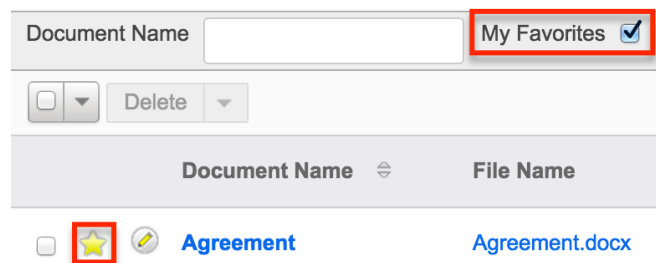 Document Name My Favorites
Delete
Document Name File Name
Agreement Agreement.docx